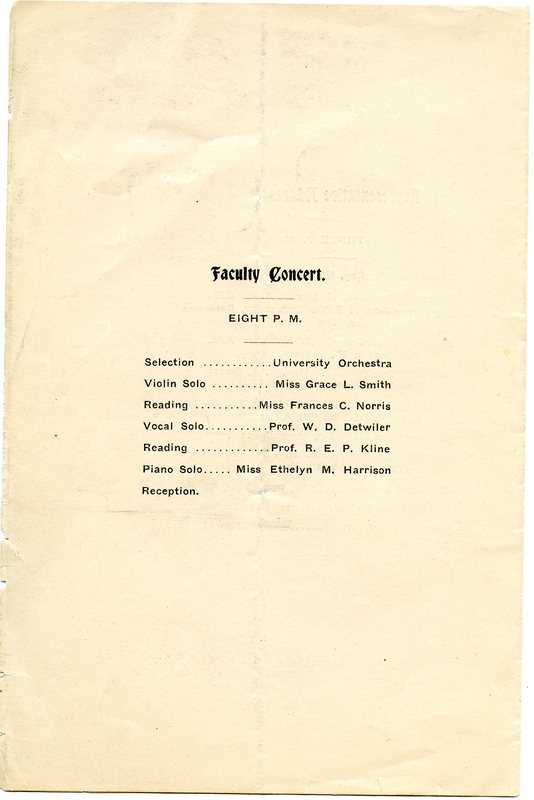 Faculty Concert.
EIGHT P. M.
Selection ............University Orchestra
Violin Solo .......... Miss Grace L. Smith
Reading ...........Miss Frances C. Norris
Vocal Solo...........Prof. W. D. Detwiler
Reading .............Prof. R. E. P. Kline
Piano Solo..... Miss Ethelyn M. Harrison
Reception.